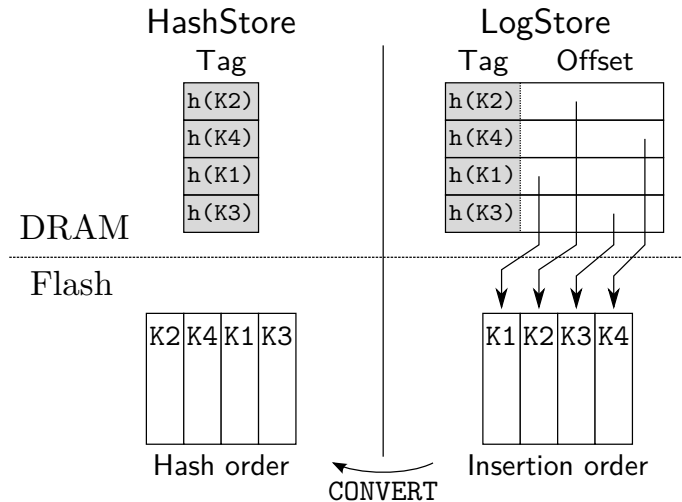 HashStore
LogStore
Tag
Tag Offset
h(K2)
h(K4)
h(K1)
h(K3)
h(K2)
h(K4)
h(K1)
h(K3)
DRAM
Flash
K2 K4 K1 K3
K1 K2 K3 K4
Hash order
Insertion order
CONVERT